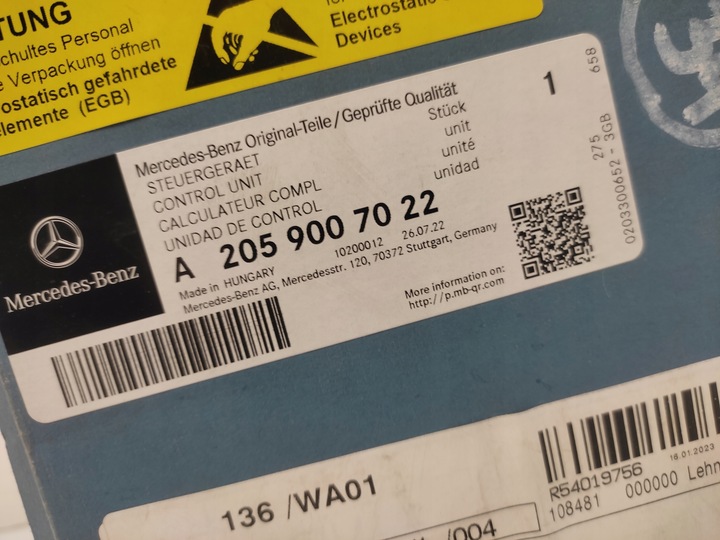 TUNG
schultes Personal
e Verpackung öffnen
ostatisch gefahrdete
elemente (EGB)
Electrostatic
Devices
Mercedes-Benz Original-Teile/Geprüfte Qualität
STEUERGERAET
CONTROL UNIT
CALCULATEUR COMPL
UNIDAD DE CONTROL
Stück
unit
unité
unidad
1
A 205 900 70 22
Made in HUNGARY 10200012 26.07.22
Mercedes-Benz AG, Mercedesstr. 120, 70372 Stuttgart, Germany
More information on:
http://p.mb-qr.com
658
275
0203300652 - 3GB
Mercedes-Benz
136 /WA01
/004
16.01.2023
R54019756
108481 000000 Lehn